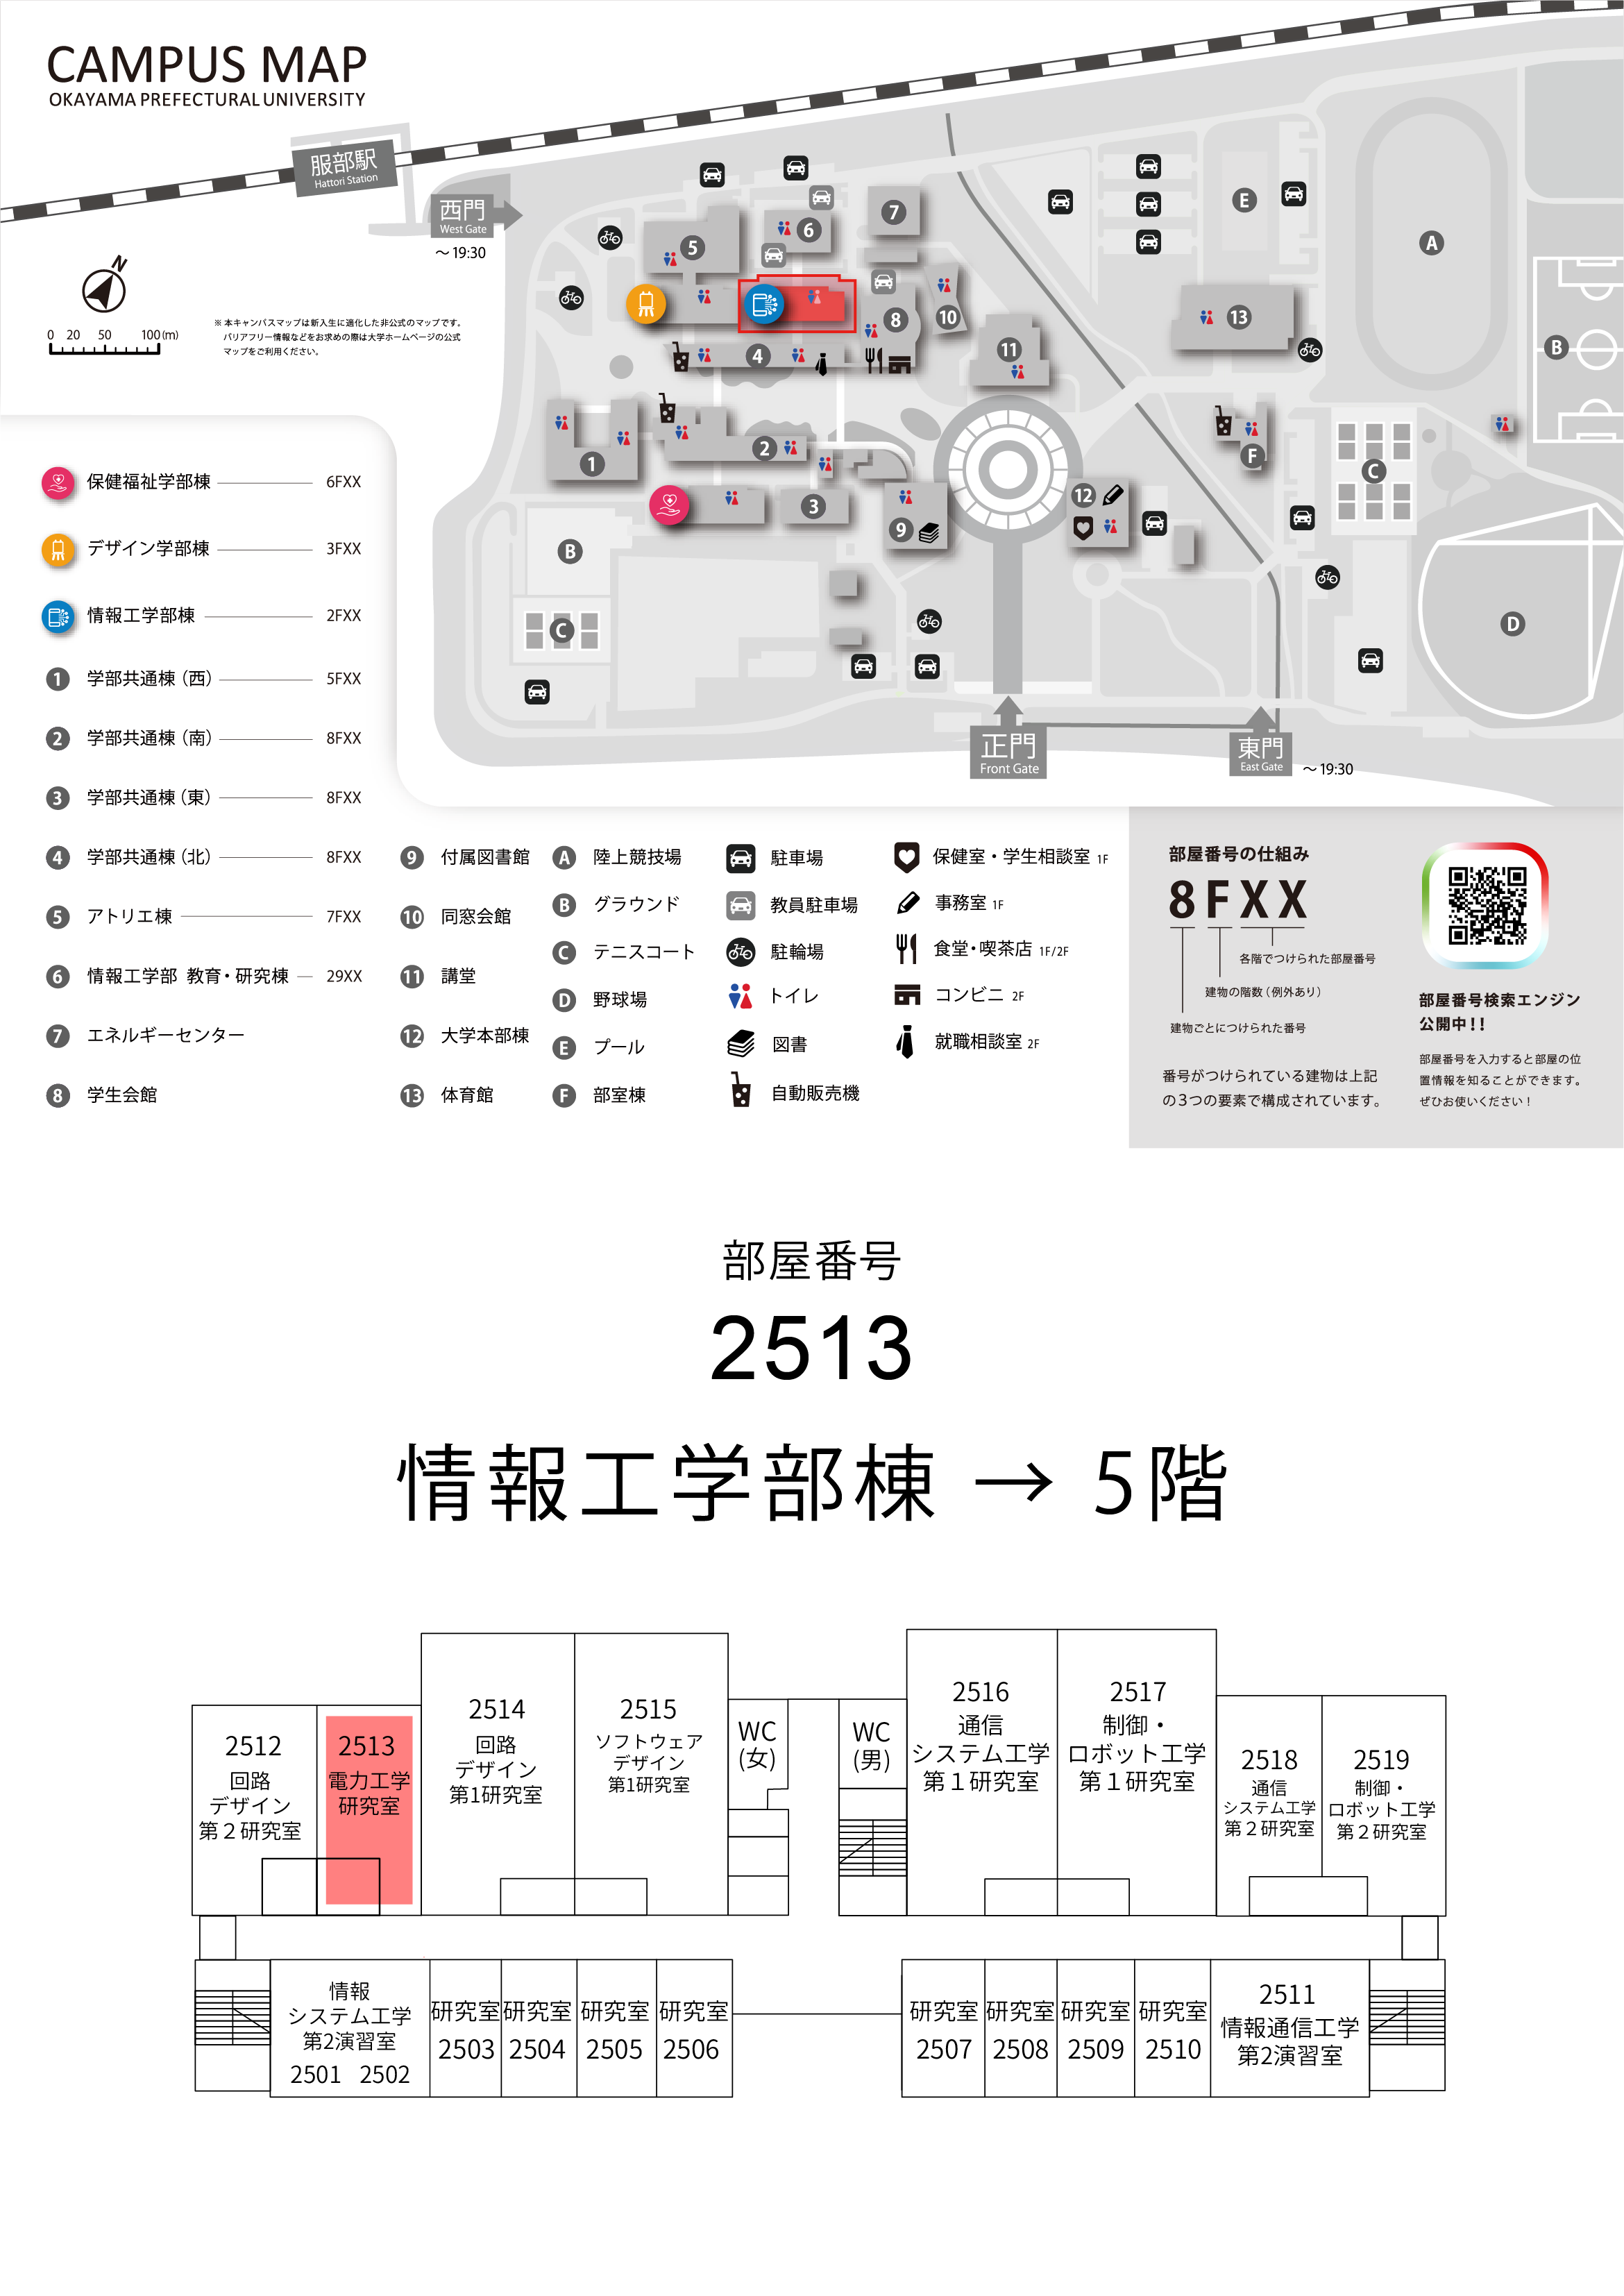 CAMPUS MAP
OKAYAMA PREFECTURAL UNIVERSITY
服部駅
Hattori Station
西門
West Gate
～19:30
N
0 20 50 100(m)
※ 本キャンパスマップは新入生に適化した非公式のマップです。
バリアフリー情報などをお求めの際は大学ホームページの公式
マップをご利用ください。
5
6
7
8
10
4
11
13
E
A
B
1
2
3
9
12
F
C
B
C
D
正門
Front Gate
東門
East Gate
～19:30
保健福祉学部棟 6FXX
デザイン学部棟 3FXX
情報工学部棟 2FXX
1 学部共通棟（西） 5FXX
2 学部共通棟（南） 8FXX
3 学部共通棟（東） 8FXX
4 学部共通棟（北） 8FXX
5 アトリエ棟 7FXX
6 情報工学部 教育・研究棟 29XX
7 エネルギーセンター
8 学生会館
9 付属図書館
10 同窓会館
11 講堂
12 大学本部棟
13 体育館
A 陸上競技場
B グラウンド
C テニスコート
D 野球場
E プール
F 部室棟
駐車場
教員駐車場
駐輪場
トイレ
図書
自動販売機
保健室・学生相談室 1F
事務室 1F
食堂・喫茶店 1F/2F
コンビニ 2F
就職相談室 2F
部屋番号の仕組み
8FXX
各階でつけられた部屋番号
建物の階数（例外あり）
建物ごとにつけられた番号
番号がつけられている建物は上記
の3つの要素で構成されています。
部屋番号検索エンジン
公開中!!
部屋番号を入力すると部屋の位
置情報を知ることができます。
ぜひお使いください！
部屋番号
2513
情報工学部棟 → 5階
2512
回路
デザイン
第２研究室
2513
電力工学
研究室
2514
回路
デザイン
第1研究室
2515
ソフトウェア
デザイン
第1研究室
WC
(女)
WC
(男)
2516
通信
システム工学
第１研究室
2517
制御・
ロボット工学
第１研究室
2518
通信
システム工学
第２研究室
2519
制御・
ロボット工学
第２研究室
情報
システム工学
第2演習室
2501 2502
研究室
2503
研究室
2504
研究室
2505
研究室
2506
研究室
2507
研究室
2508
研究室
2509
研究室
2510
2511
情報通信工学
第2演習室